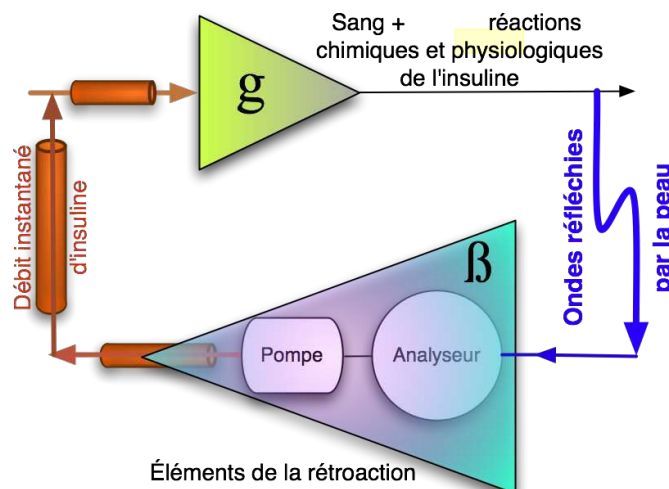 Sang + réactions
chimiques et physiologiques
de l'insuline
g
Débit instantané
d'insuline
Ondes réfléchies
par la peau
ß
Pompe
Analyseur
Éléments de la rétroaction